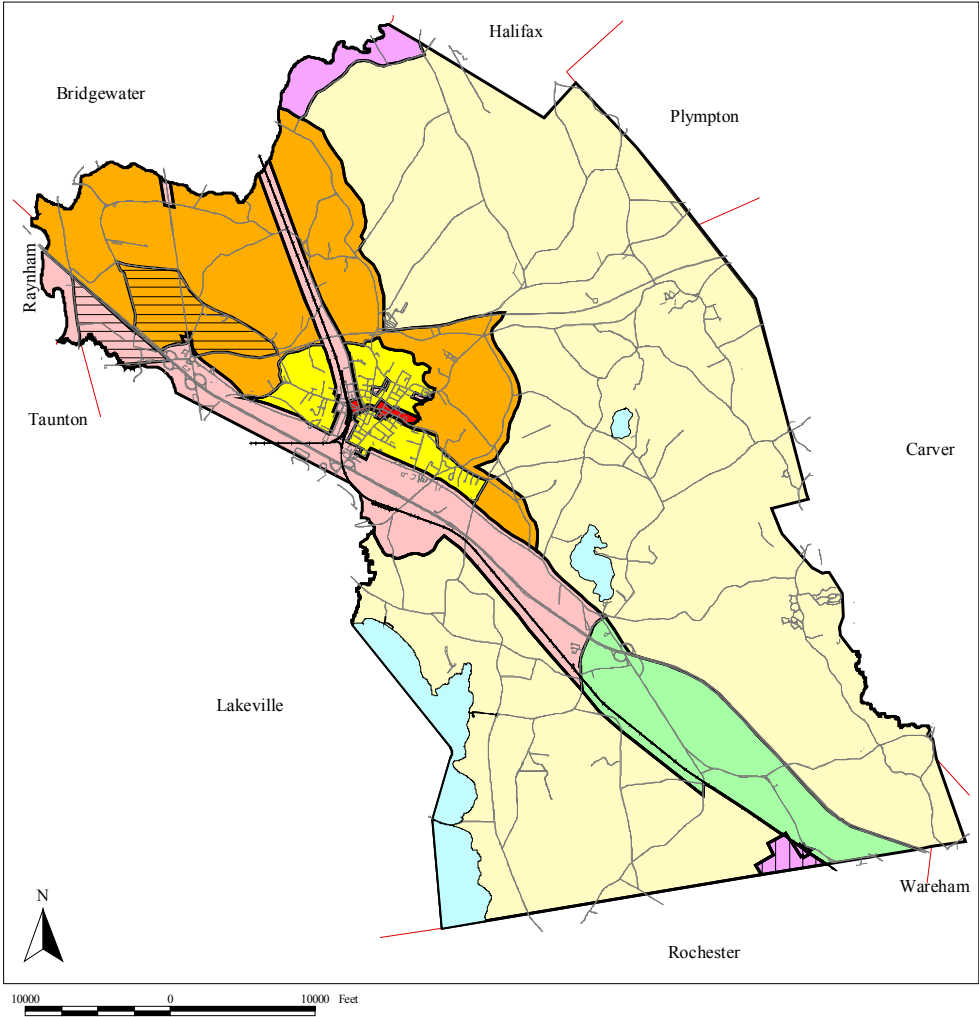 Halifax
Bridgewater
Plympton
Raynham
Taunton
Carver
Lakeville
Wareham
N
Rochester
10000 0 10000 Feet